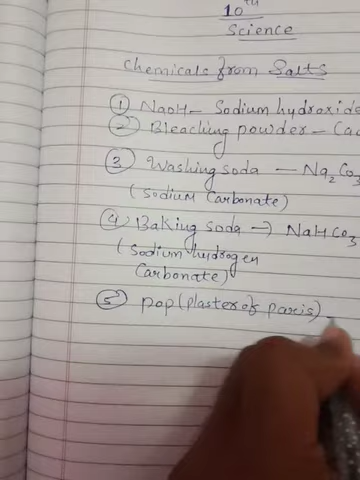 10th
Science
Chemicals from Salts
① NaOH - Sodium hydroxide
② Bleaching powder - Cao
③ Washing soda - Na2CO3
(Sodium Carbonate)
④ Baking soda → NaHCO3
(Sodium hydrogen
Carbonate)
⑤ pop (plaster of paris) -